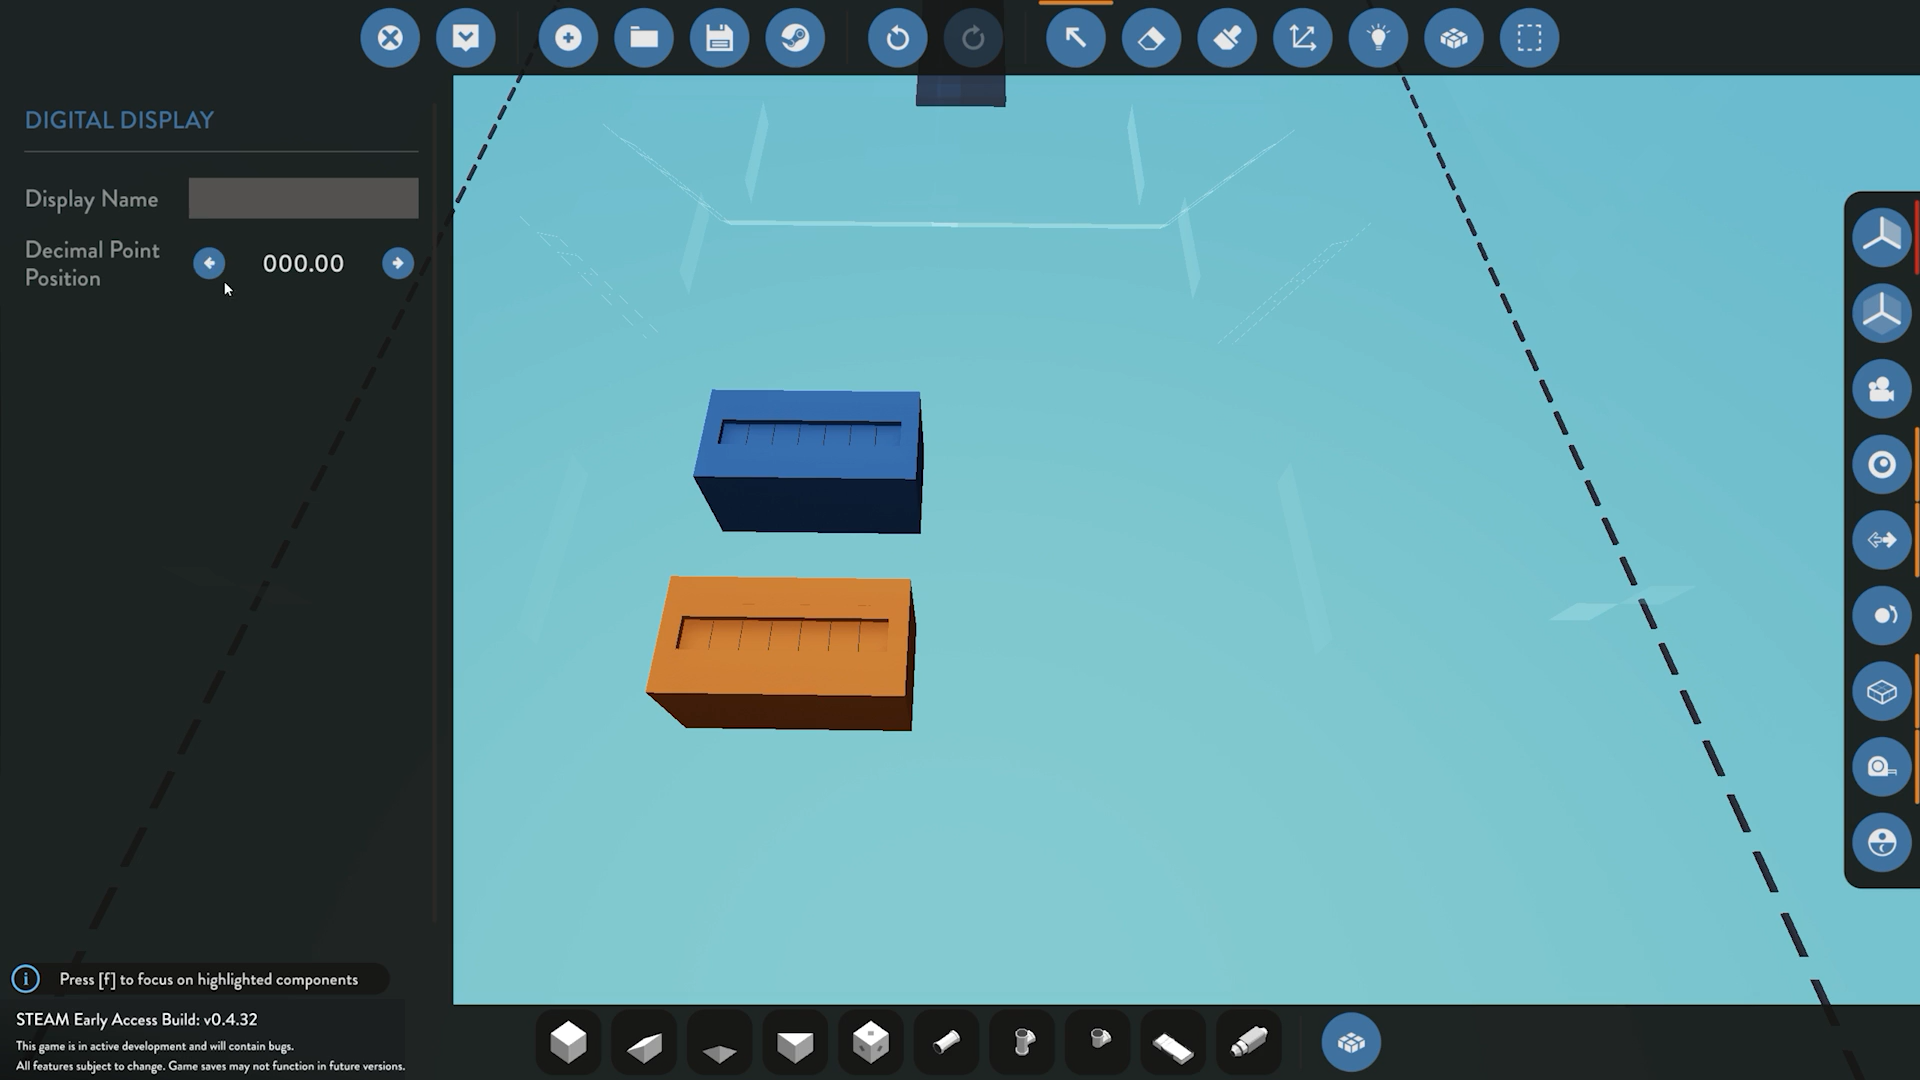 DIGITAL DISPLAY
Display Name
Decimal Point
Position
000.00
Press [f] to focus on highlighted components
STEAM Early Access Build: v0.4.32
This game is in active development and will contain bugs.
All features subject to change. Game saves may not function in future versions.